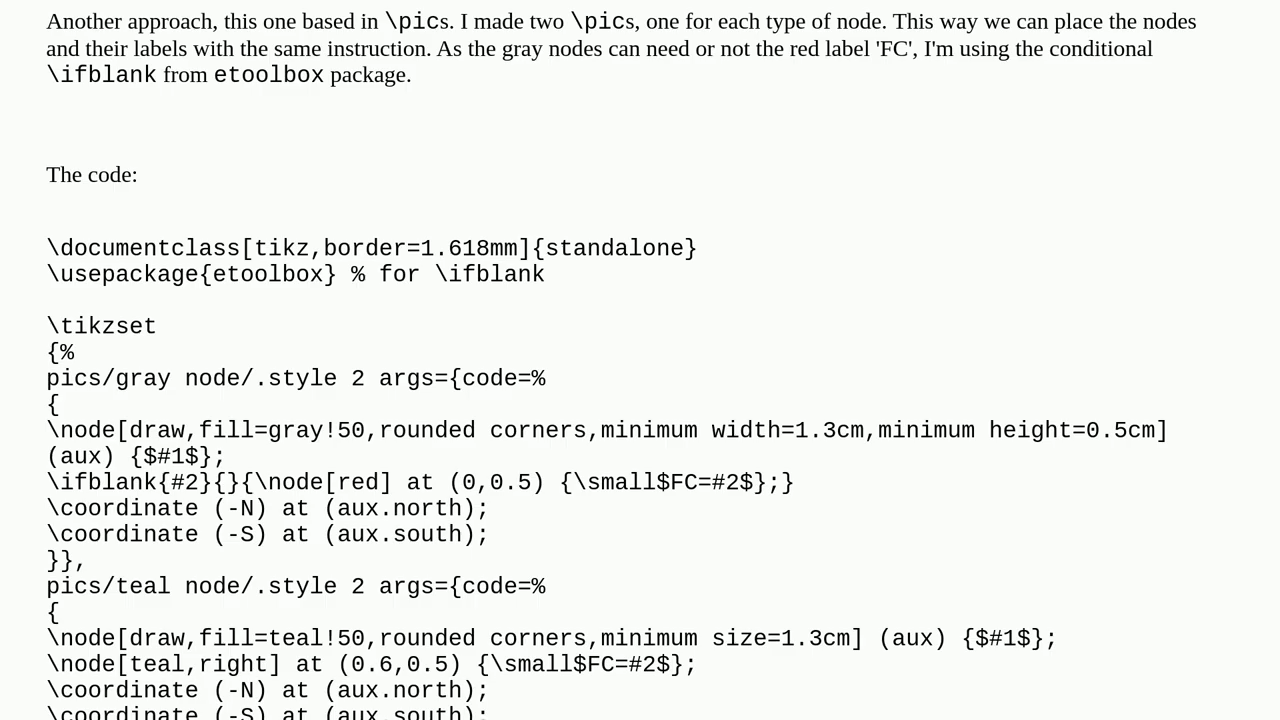 Another approach, this one based in \pics. I made two \pics, one for each type of node. This way we can place the nodes
and their labels with the same instruction. As the gray nodes can need or not the red label 'FC', I'm using the conditional
\ifblank from etoolbox package.
The code:
\documentclass[tikz,border=1.618mm]{standalone}
\usepackage{etoolbox} % for \ifblank
\tikzset
{%
pics/gray node/.style 2 args={code=%
{
\node[draw,fill=gray!50,rounded corners,minimum width=1.3cm,minimum height=0.5cm]
(aux) {$#1$};
\ifblank{#2}{}{\node[red] at (0,0.5) {\small$FC=#2$};}
\coordinate (-N) at (aux.north);
\coordinate (-S) at (aux.south);
}},
pics/teal node/.style 2 args={code=%
{
\node[draw,fill=teal!50,rounded corners,minimum size=1.3cm] (aux) {$#1$};
\node[teal,right] at (0.6,0.5) {\small$FC=#2$};
\coordinate (-N) at (aux.north);
\coordinate (-S) at (aux.south);